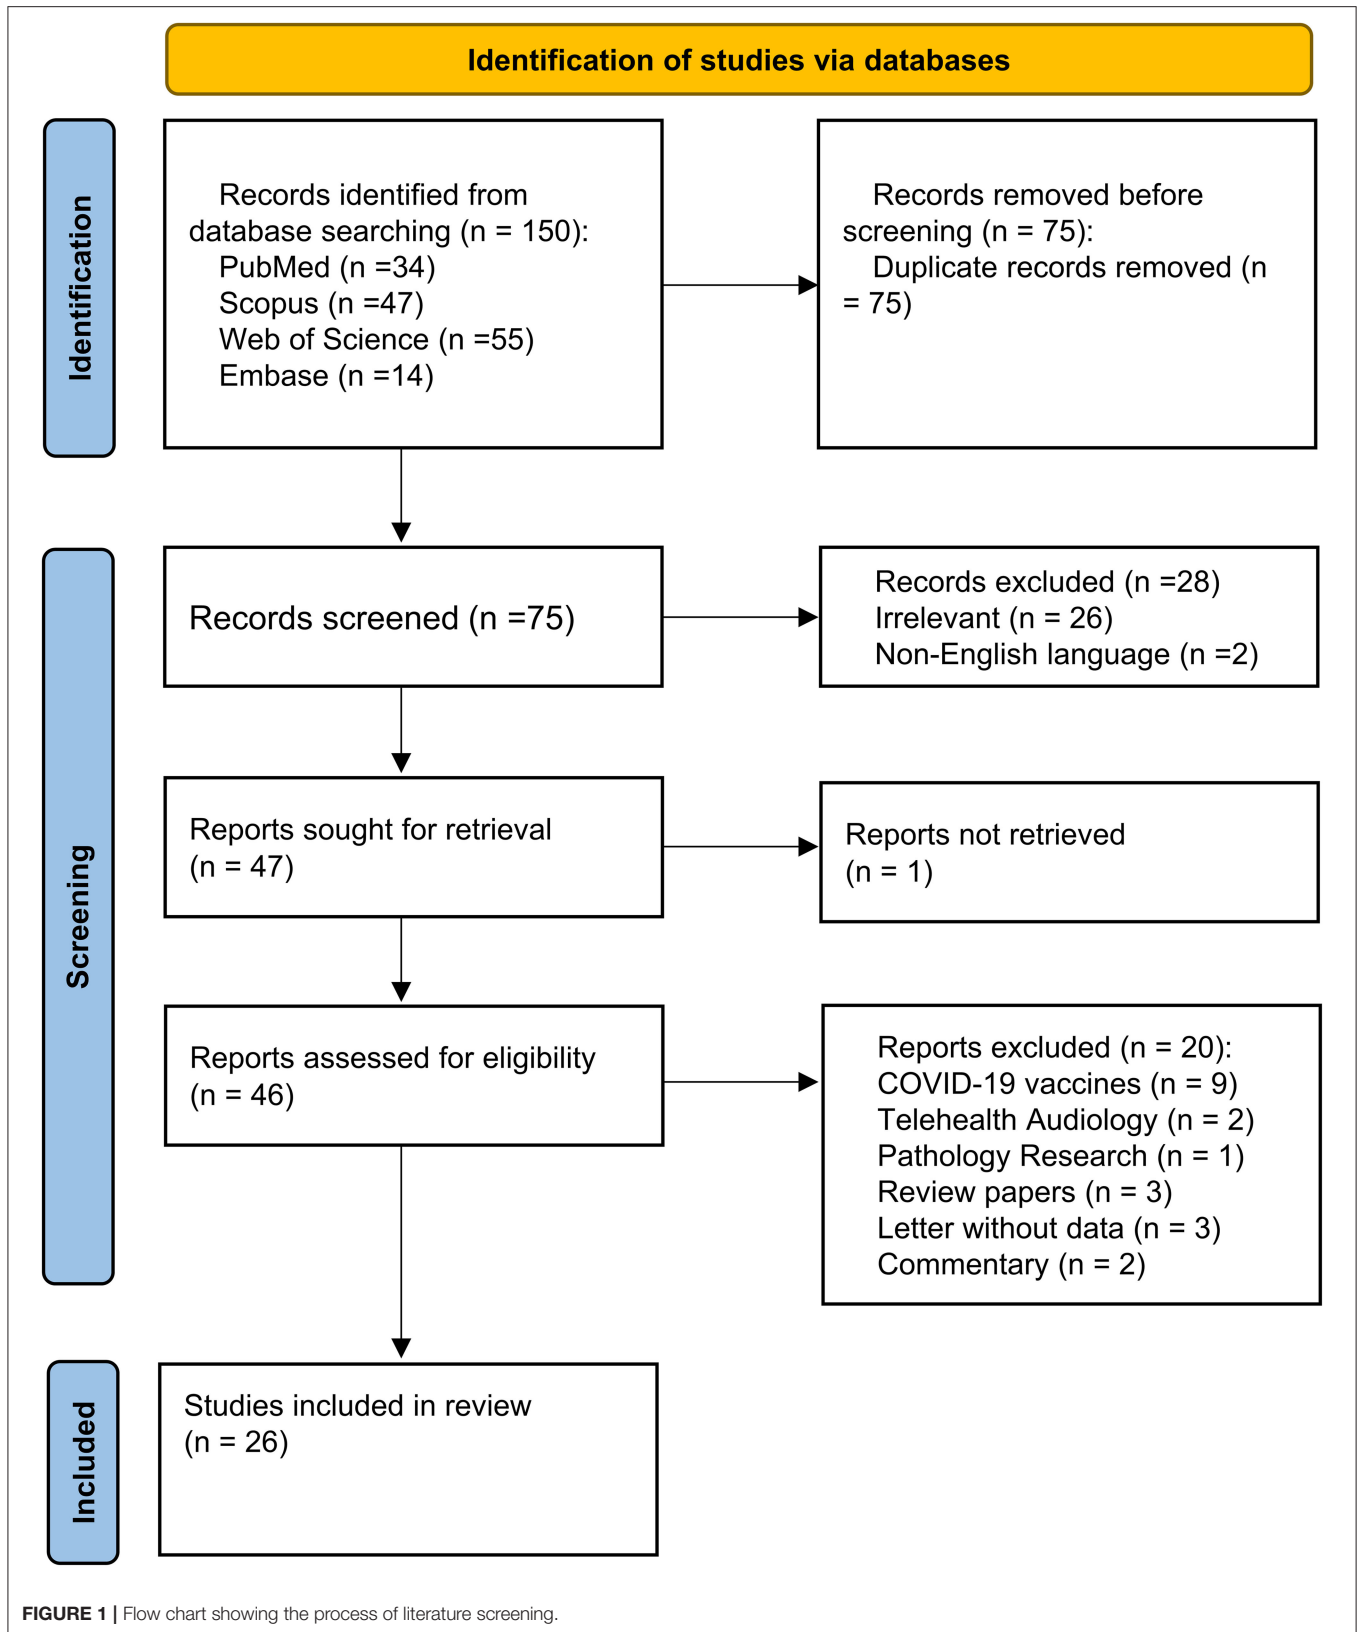 Identification of studies via databases
Identification
Records identified from
database searching (n = 150):
PubMed (n =34)
Scopus (n =47)
Web of Science (n =55)
Embase (n =14)
Records removed before
screening (n = 75):
Duplicate records removed (n
= 75)
Screening
Records screened (n =75)
Records excluded (n =28)
Irrelevant (n = 26)
Non-English language (n =2)
Reports sought for retrieval
(n = 47)
Reports not retrieved
(n = 1)
Reports assessed for eligibility
(n = 46)
Reports excluded (n = 20):
COVID-19 vaccines (n = 9)
Telehealth Audiology (n = 2)
Pathology Research (n = 1)
Review papers (n = 3)
Letter without data (n = 3)
Commentary (n = 2)
Included
Studies included in review
(n = 26)
FIGURE 1 | Flow chart showing the process of literature screening.